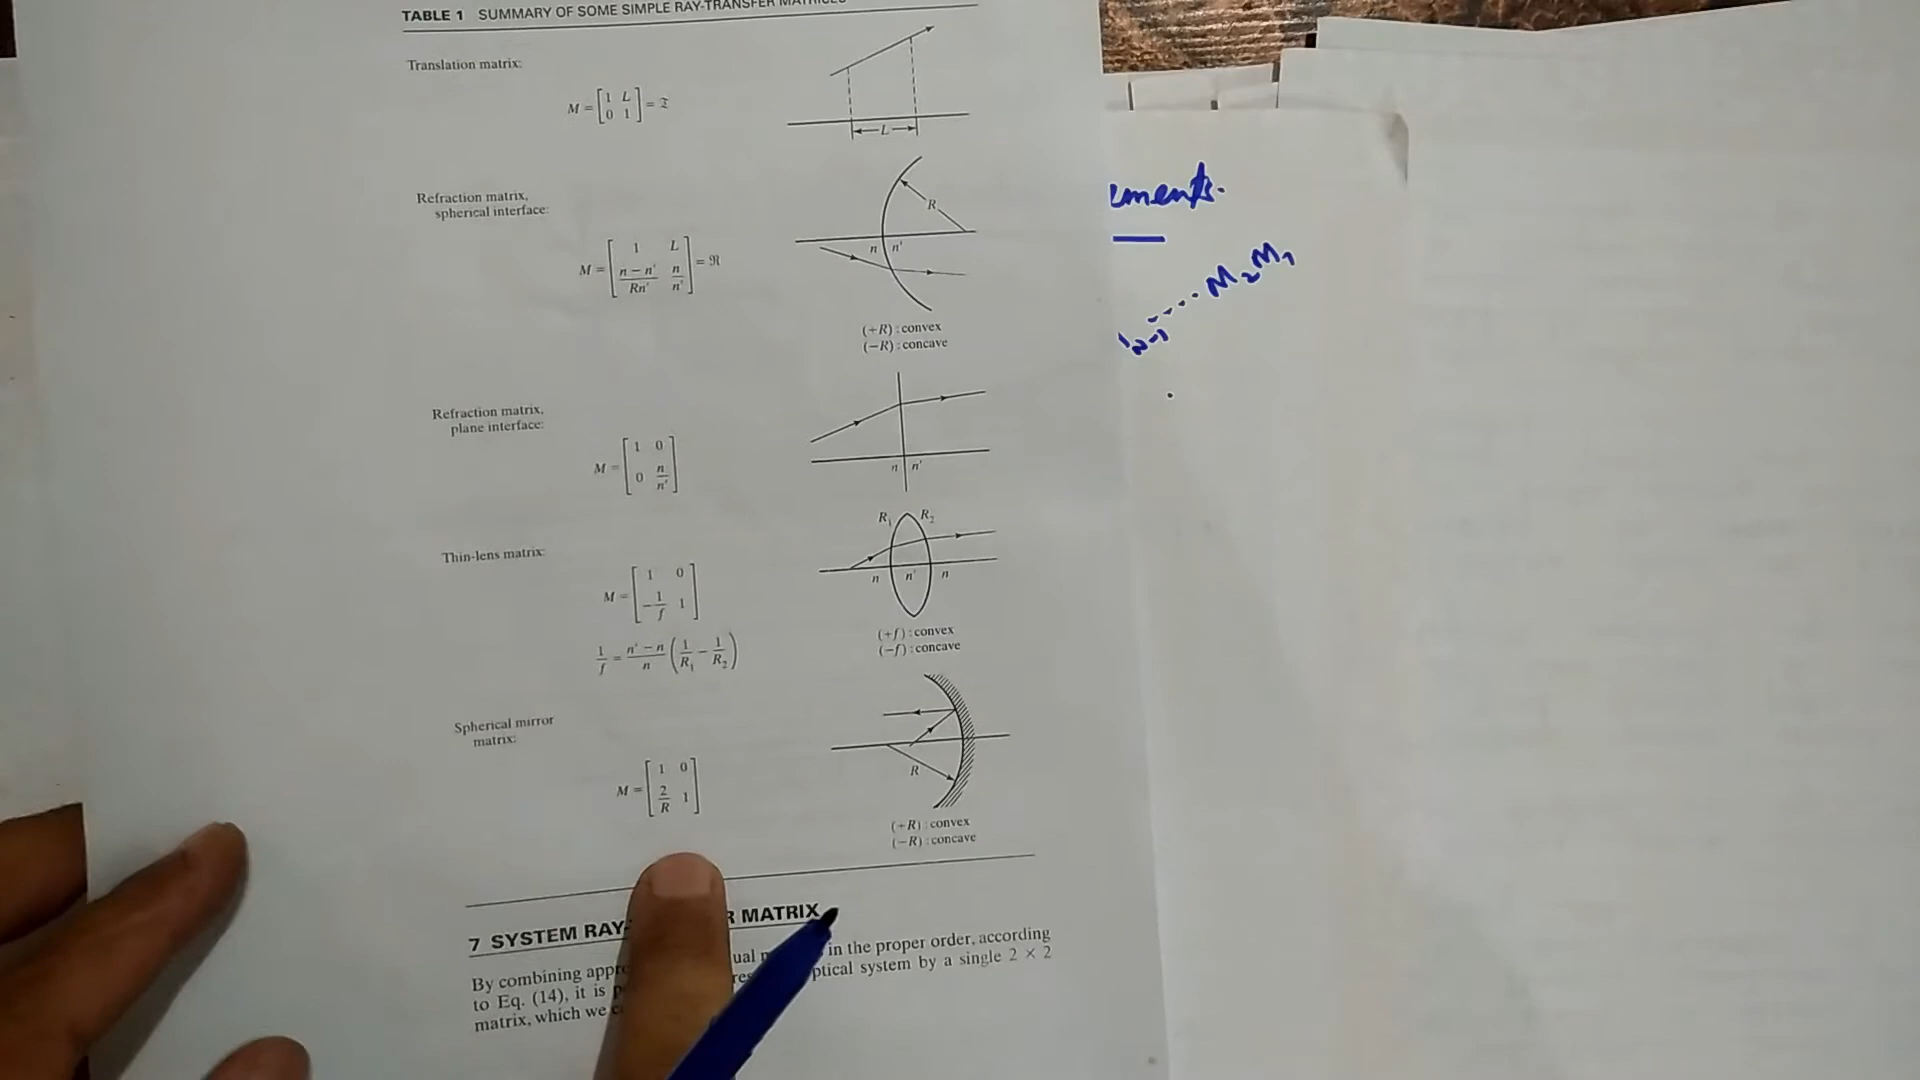 TABLE 1 SUMMARY OF SOME SIMPLE RAY-TRANSFER MATRICES
Translation matrix:
M = [1 L; 0 1] = 𝔗
L
Refraction matrix,
spherical interface:
M = [1 L; (n − n')/(Rn') n/n'] = ℜ
R
n n'
(+R) : convex
(−R) : concave
Refraction matrix,
plane interface:
M = [1 0; 0 n/n']
n n'
Thin-lens matrix:
M = [1 0; −1/f 1]
1/f = (n' − n)/n (1/R₁ − 1/R₂)
R₁ R₂
n n' n
(+f) : convex
(−f) : concave
Spherical mirror
matrix:
M = [1 0; 2/R 1]
R
(+R) : convex
(−R) : concave
7 SYSTEM RAY- R MATRIX
By combining appr in the proper order, according
to Eq. (14), it is ptical system by a single 2 × 2
matrix, which we
ements.
.... M₂M₁
N-1